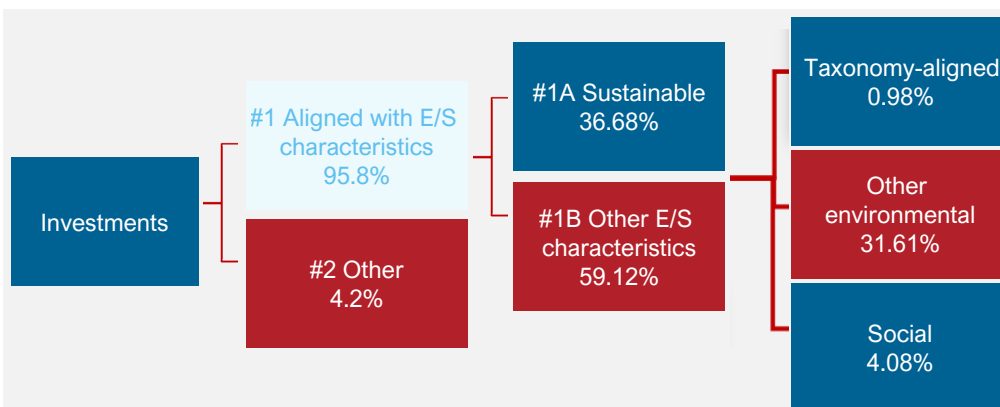 Investments
#1 Aligned with E/S
characteristics
95.8%
#2 Other
4.2%
#1A Sustainable
36.68%
#1B Other E/S
characteristics
59.12%
Taxonomy-aligned
0.98%
Other
environmental
31.61%
Social
4.08%